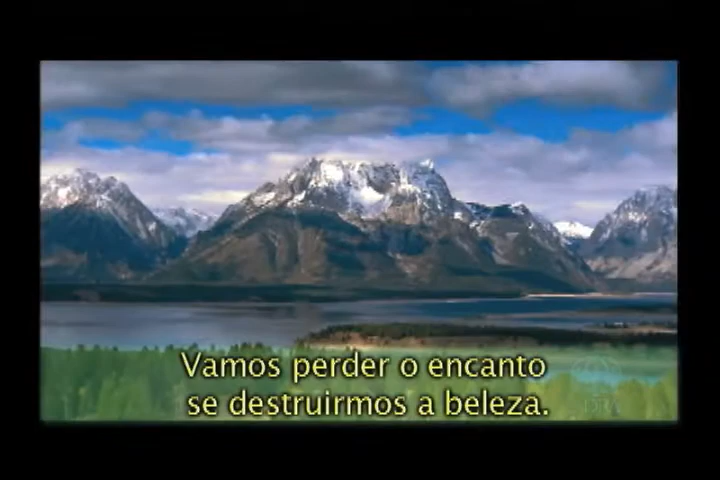 Vamos perder o encanto
se destruirmos a beleza.